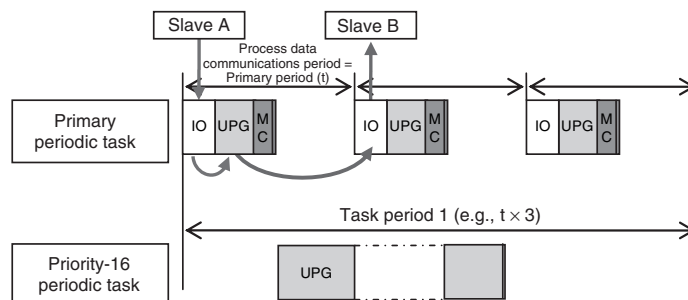 Slave A
Slave B
Process data
communications period =
Primary period (t)
Primary
periodic task
IO
UPG
M
C
IO
UPG
M
C
IO
UPG
M
C
Task period 1 (e.g., t × 3)
Priority-16
periodic task
UPG